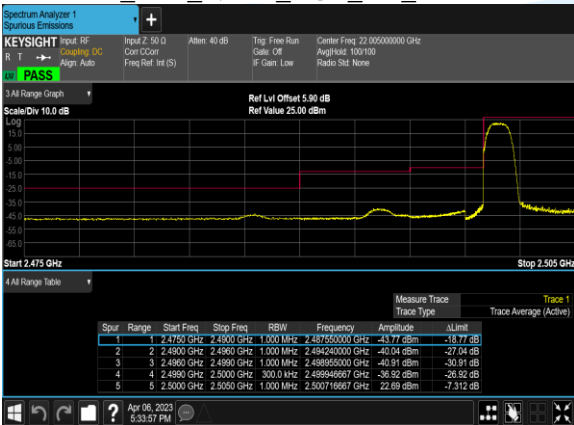 Spectrum Analyzer 1
Spurious Emissions
KEYSIGHT Input: RF
Coupling: DC
Align: Auto
Input Z: 50 Ω
Corr CCorr
Freq Ref: Int (S)
Atten: 40 dB
Trig: Free Run
Gate: Off
IF Gain: Low
Center Freq: 22.005000000 GHz
Avg|Hold: 100/100
Radio Std: None
R T
LXI PASS
3 All Range Graph
Scale/Div 10.0 dB
Ref Lvl Offset 5.90 dB
Ref Value 25.00 dBm
Log
15.0
5.00
-5.00
-15.0
-25.0
-35.0
-45.0
-55.0
-65.0
Start 2.475 GHz
Stop 2.505 GHz
4 All Range Table
Measure Trace Trace 1
Trace Type Trace Average (Active)
Spur Range Start Freq Stop Freq RBW Frequency Amplitude ΔLimit
1 1 2.4750 GHz 2.4900 GHz 1.000 MHz 2.487550000 GHz -43.77 dBm -18.77 dB
2 2 2.4900 GHz 2.4960 GHz 1.000 MHz 2.494240000 GHz -40.04 dBm -27.04 dB
3 3 2.4960 GHz 2.4990 GHz 1.000 MHz 2.498955000 GHz -40.91 dBm -30.91 dB
4 4 2.4990 GHz 2.5000 GHz 300.0 kHz 2.499946667 GHz -36.92 dBm -26.92 dB
5 5 2.5000 GHz 2.5050 GHz 1.000 MHz 2.500716667 GHz 22.69 dBm -7.312 dB
Apr 06, 2023
5:33:57 PM